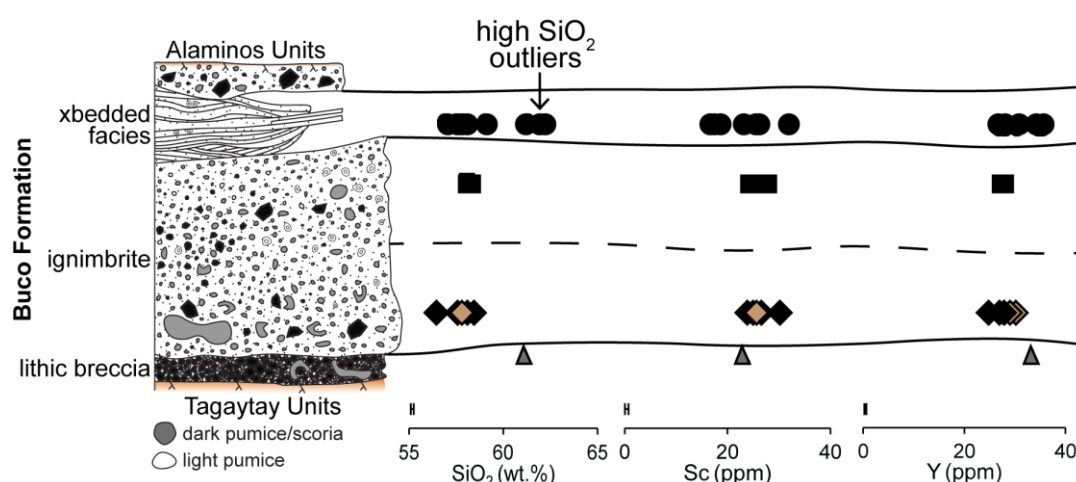 high SiO₂
outliers
Alaminos Units
xbedded
facies
Buco Formation
ignimbrite
lithic breccia
Tagaytay Units
dark pumice/scoria
light pumice
55 60 65
SiO₂ (wt.%)
0 20 40
Sc (ppm)
0 20 40
Y (ppm)